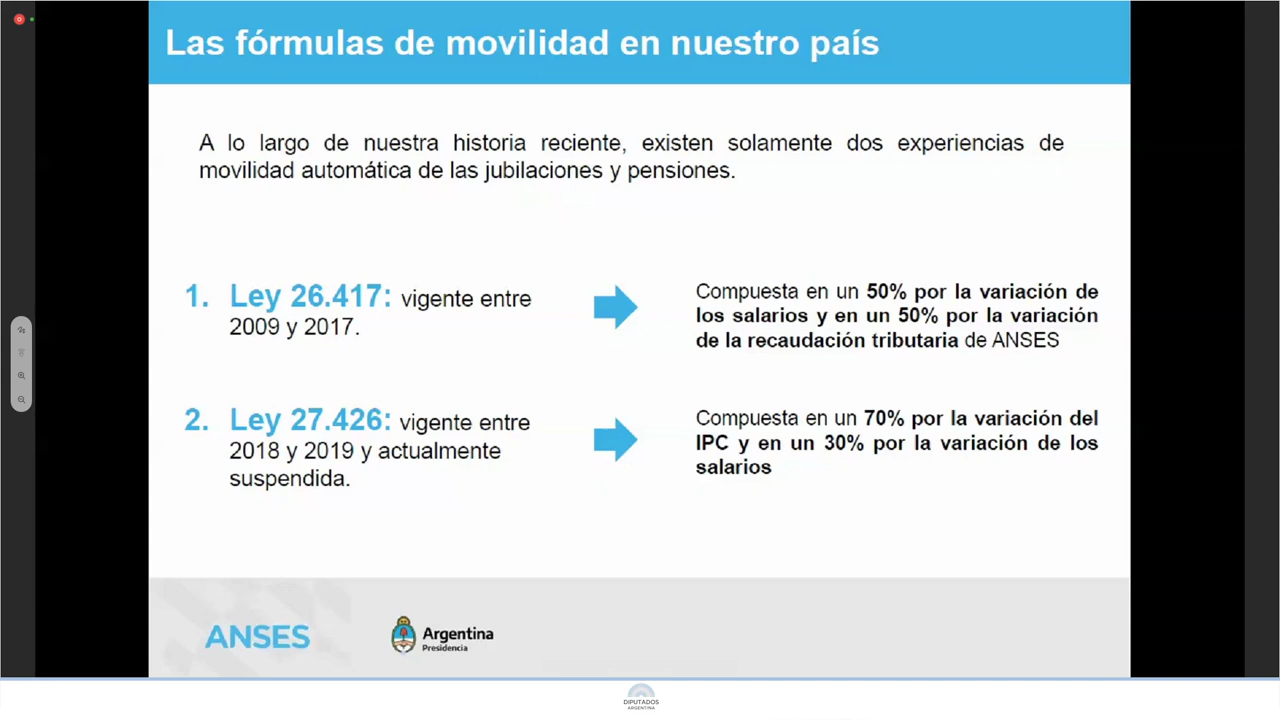 Las fórmulas de movilidad en nuestro país
A lo largo de nuestra historia reciente, existen solamente dos experiencias de
movilidad automática de las jubilaciones y pensiones.
1. Ley 26.417: vigente entre
2009 y 2017.
Compuesta en un 50% por la variación de
los salarios y en un 50% por la variación
de la recaudación tributaria de ANSES
2. Ley 27.426: vigente entre
2018 y 2019 y actualmente
suspendida.
Compuesta en un 70% por la variación del
IPC y en un 30% por la variación de los
salarios
ANSES
Argentina
Presidencia
DIPUTADOS
ARGENTINA